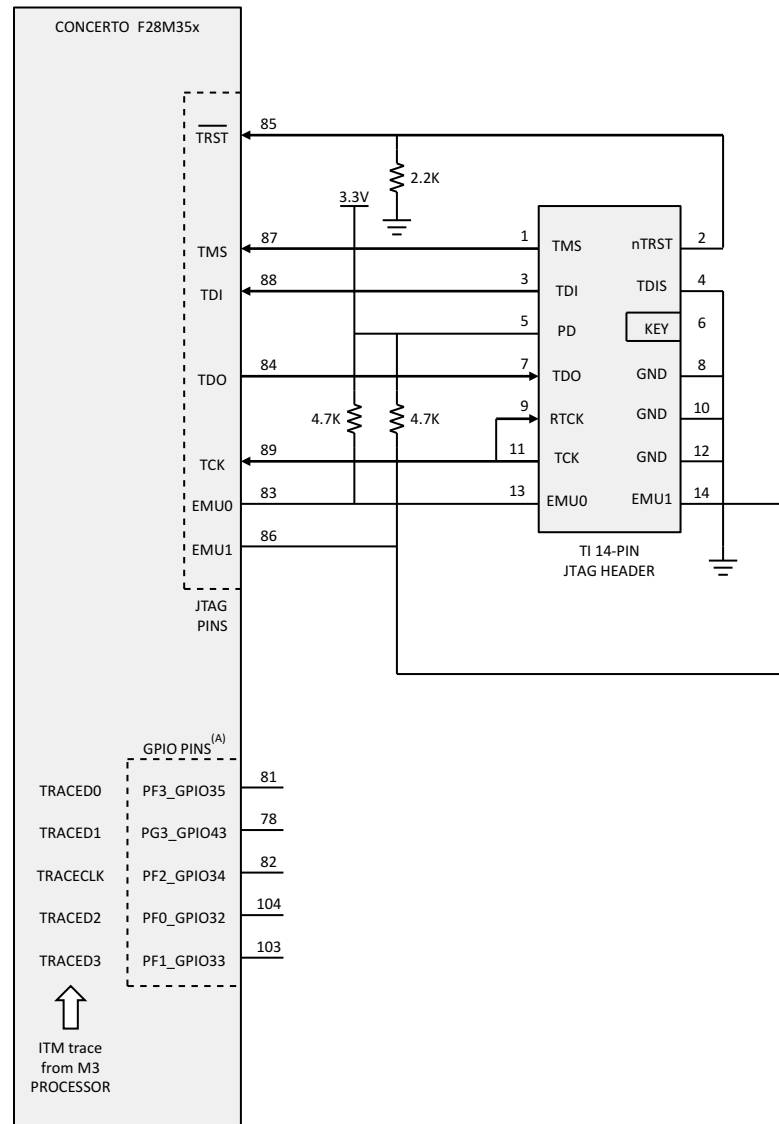 CONCERTO F28M35x
85
TRST
2.2K
3.3V
87
1
TMS
nTRST
2
TMS
88
3
TDI
TDIS
4
TDI
5
PD
KEY
6
84
7
TDO
GND
8
TDO
4.7K
4.7K
9
RTCK
GND
10
89
11
TCK
GND
12
TCK
83
13
EMU0
EMU1
14
EMU0
86
EMU1
TI 14-PIN
JTAG HEADER
JTAG
PINS
GPIO PINS(A)
TRACED0
PF3_GPIO35
81
TRACED1
PG3_GPIO43
78
TRACECLK
PF2_GPIO34
82
TRACED2
PF0_GPIO32
104
TRACED3
PF1_GPIO33
103
ITM trace
from M3
PROCESSOR